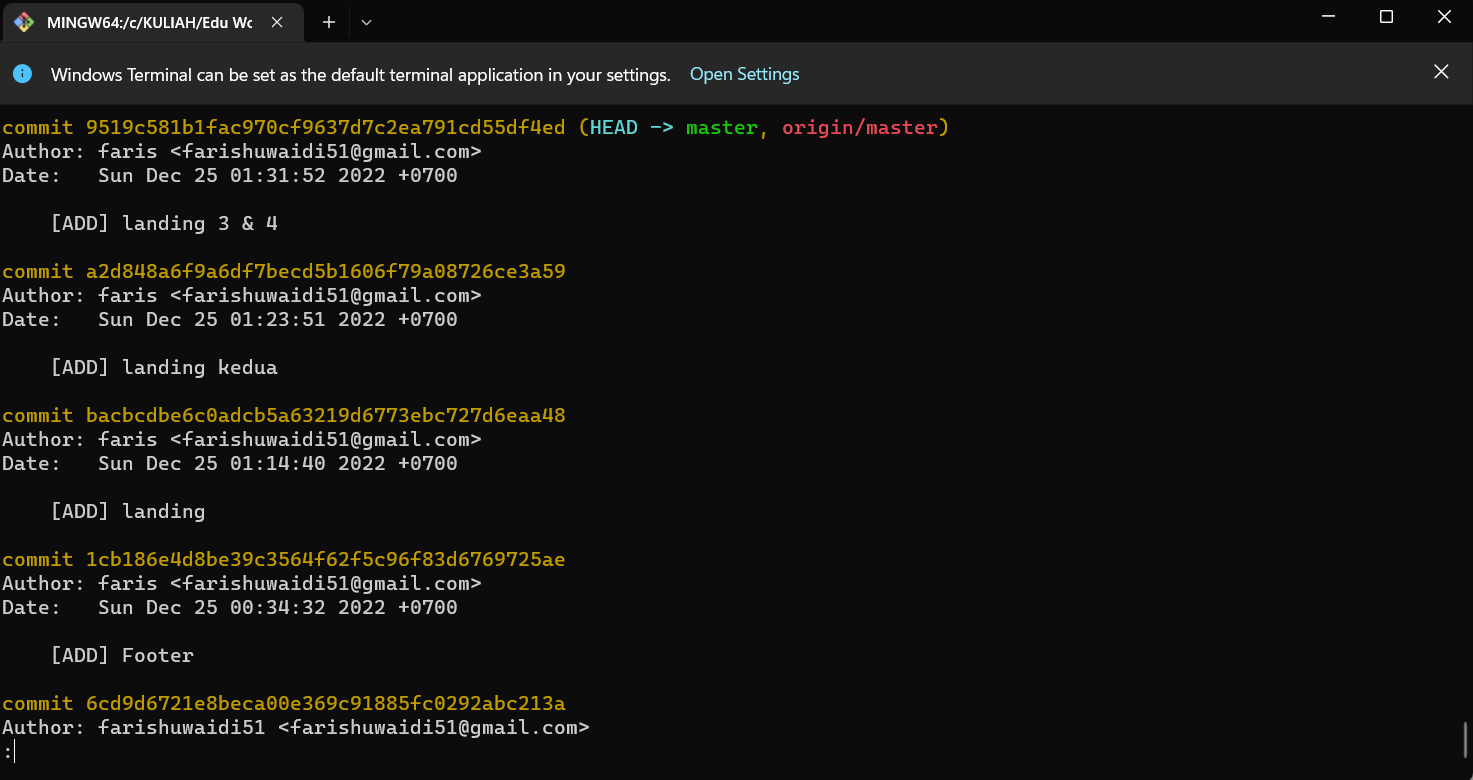 MINGW64:/c/KULIAH/Edu Wc
Windows Terminal can be set as the default terminal application in your settings. Open Settings
commit 9519c581b1fac970cf9637d7c2ea791cd55df4ed (HEAD -> master, origin/master)
Author: faris <farishuwaidi51@gmail.com>
Date:   Sun Dec 25 01:31:52 2022 +0700
[ADD] landing 3 & 4
commit a2d848a6f9a6df7becd5b1606f79a08726ce3a59
Author: faris <farishuwaidi51@gmail.com>
Date:   Sun Dec 25 01:23:51 2022 +0700
[ADD] landing kedua
commit bacbcdbe6c0adcb5a63219d6773ebc727d6eaa48
Author: faris <farishuwaidi51@gmail.com>
Date:   Sun Dec 25 01:14:40 2022 +0700
[ADD] landing
commit 1cb186e4d8be39c3564f62f5c96f83d6769725ae
Author: faris <farishuwaidi51@gmail.com>
Date:   Sun Dec 25 00:34:32 2022 +0700
[ADD] Footer
commit 6cd9d6721e8beca00e369c91885fc0292abc213a
Author: farishuwaidi51 <farishuwaidi51@gmail.com>
: